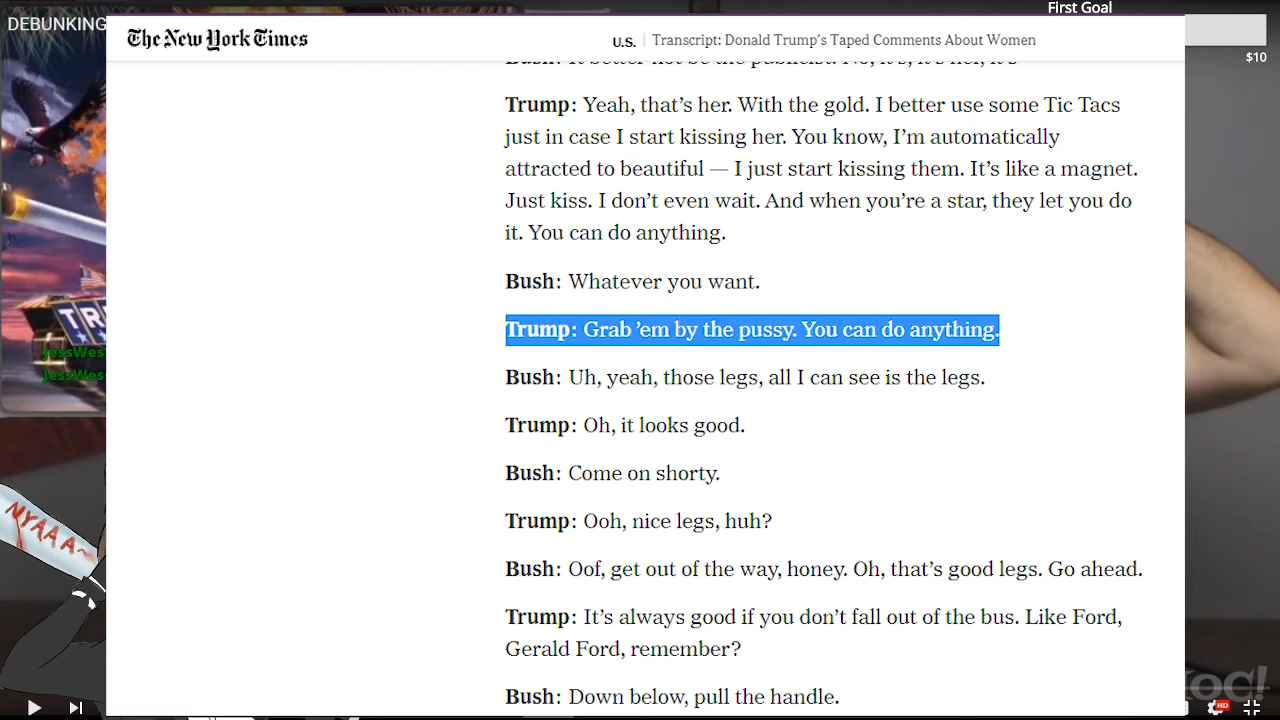 First Goal
DEBUNKING
The New York Times
U.S. | Transcript: Donald Trump's Taped Comments About Women
$10
Trump: Yeah, that's her. With the gold. I better use some Tic Tacs
just in case I start kissing her. You know, I'm automatically
attracted to beautiful — I just start kissing them. It's like a magnet.
Just kiss. I don't even wait. And when you're a star, they let you do
it. You can do anything.
Bush: Whatever you want.
Trump: Grab 'em by the pussy. You can do anything.
Bush: Uh, yeah, those legs, all I can see is the legs.
Trump: Oh, it looks good.
Bush: Come on shorty.
Trump: Ooh, nice legs, huh?
Bush: Oof, get out of the way, honey. Oh, that's good legs. Go ahead.
Trump: It's always good if you don't fall out of the bus. Like Ford,
Gerald Ford, remember?
Bush: Down below, pull the handle.
TR
JessWes
JessWes
NYAAA~
HD